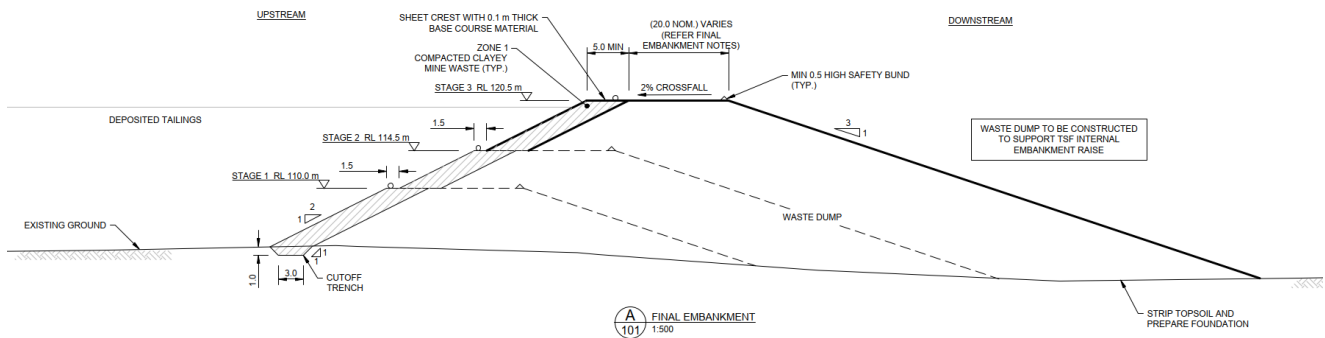 UPSTREAM
SHEET CREST WITH 0.1 m THICK
BASE COURSE MATERIAL
(20.0 NOM.) VARIES
(REFER FINAL
EMBANKMENT NOTES)
DOWNSTREAM
5.0 MIN
ZONE 1
COMPACTED CLAYEY
MINE WASTE (TYP.)
MIN 0.5 HIGH SAFETY BUND
(TYP.)
2% CROSSFALL
STAGE 3 RL 120.5 m
DEPOSITED TAILINGS
1.5
3
1
WASTE DUMP TO BE CONSTRUCTED
TO SUPPORT TSF INTERNAL
EMBANKMENT RAISE
STAGE 2 RL 114.5 m
1.5
STAGE 1 RL 110.0 m
2
1
EXISTING GROUND
WASTE DUMP
1
1
1.0
3.0
CUTOFF
TRENCH
STRIP TOPSOIL AND
PREPARE FOUNDATION
A
101
FINAL EMBANKMENT
1:500